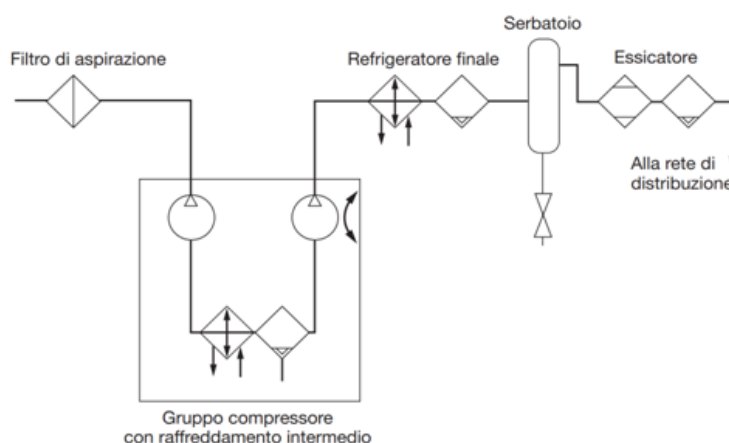 Serbatoio
Filtro di aspirazione
Refrigeratore finale
Essicatore
Alla rete di
distribuzione
Gruppo compressore
con raffreddamento intermedio